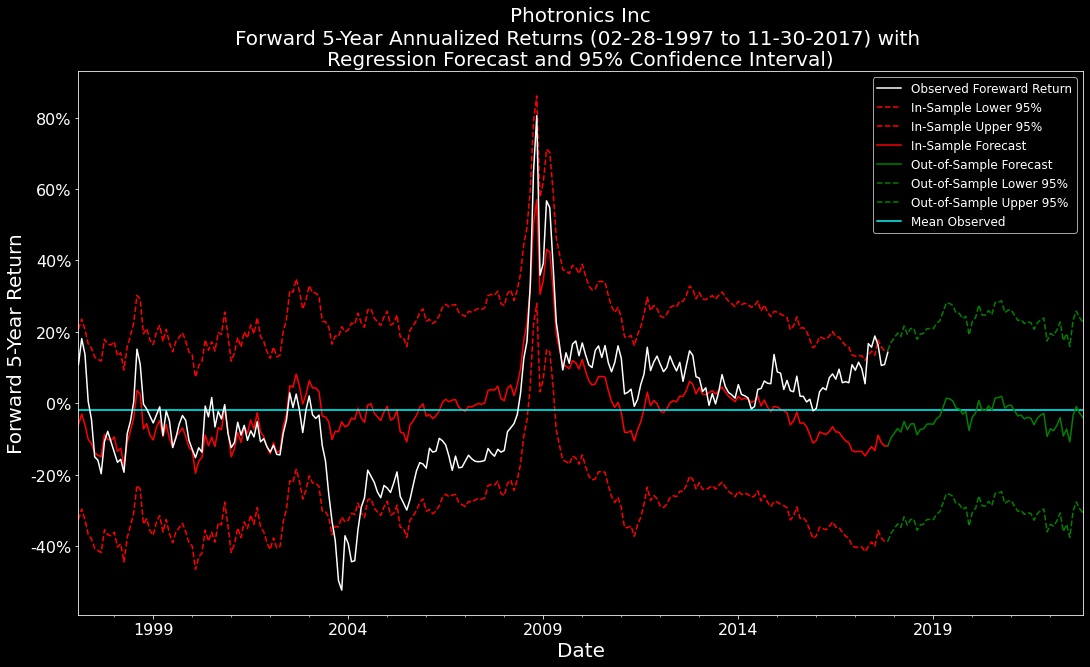 Photronics Inc
Forward 5-Year Annualized Returns (02-28-1997 to 11-30-2017) with
Regression Forecast and 95% Confidence Interval)
Observed Foreward Return
In-Sample Lower 95%
In-Sample Upper 95%
In-Sample Forecast
Out-of-Sample Forecast
Out-of-Sample Lower 95%
Out-of-Sample Upper 95%
Mean Observed
Forward 5-Year Return
80%
60%
40%
20%
0%
-20%
-40%
1999
2004
2009
2014
2019
Date